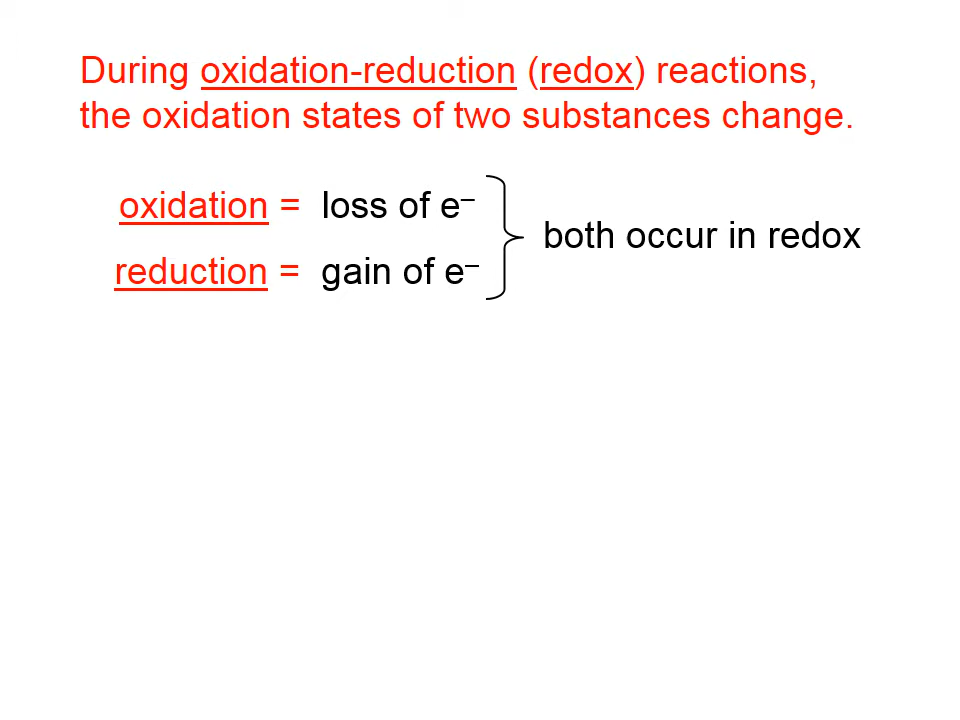 During oxidation-reduction (redox) reactions,
the oxidation states of two substances change.
oxidation = loss of e⁻
reduction = gain of e⁻
both occur in redox